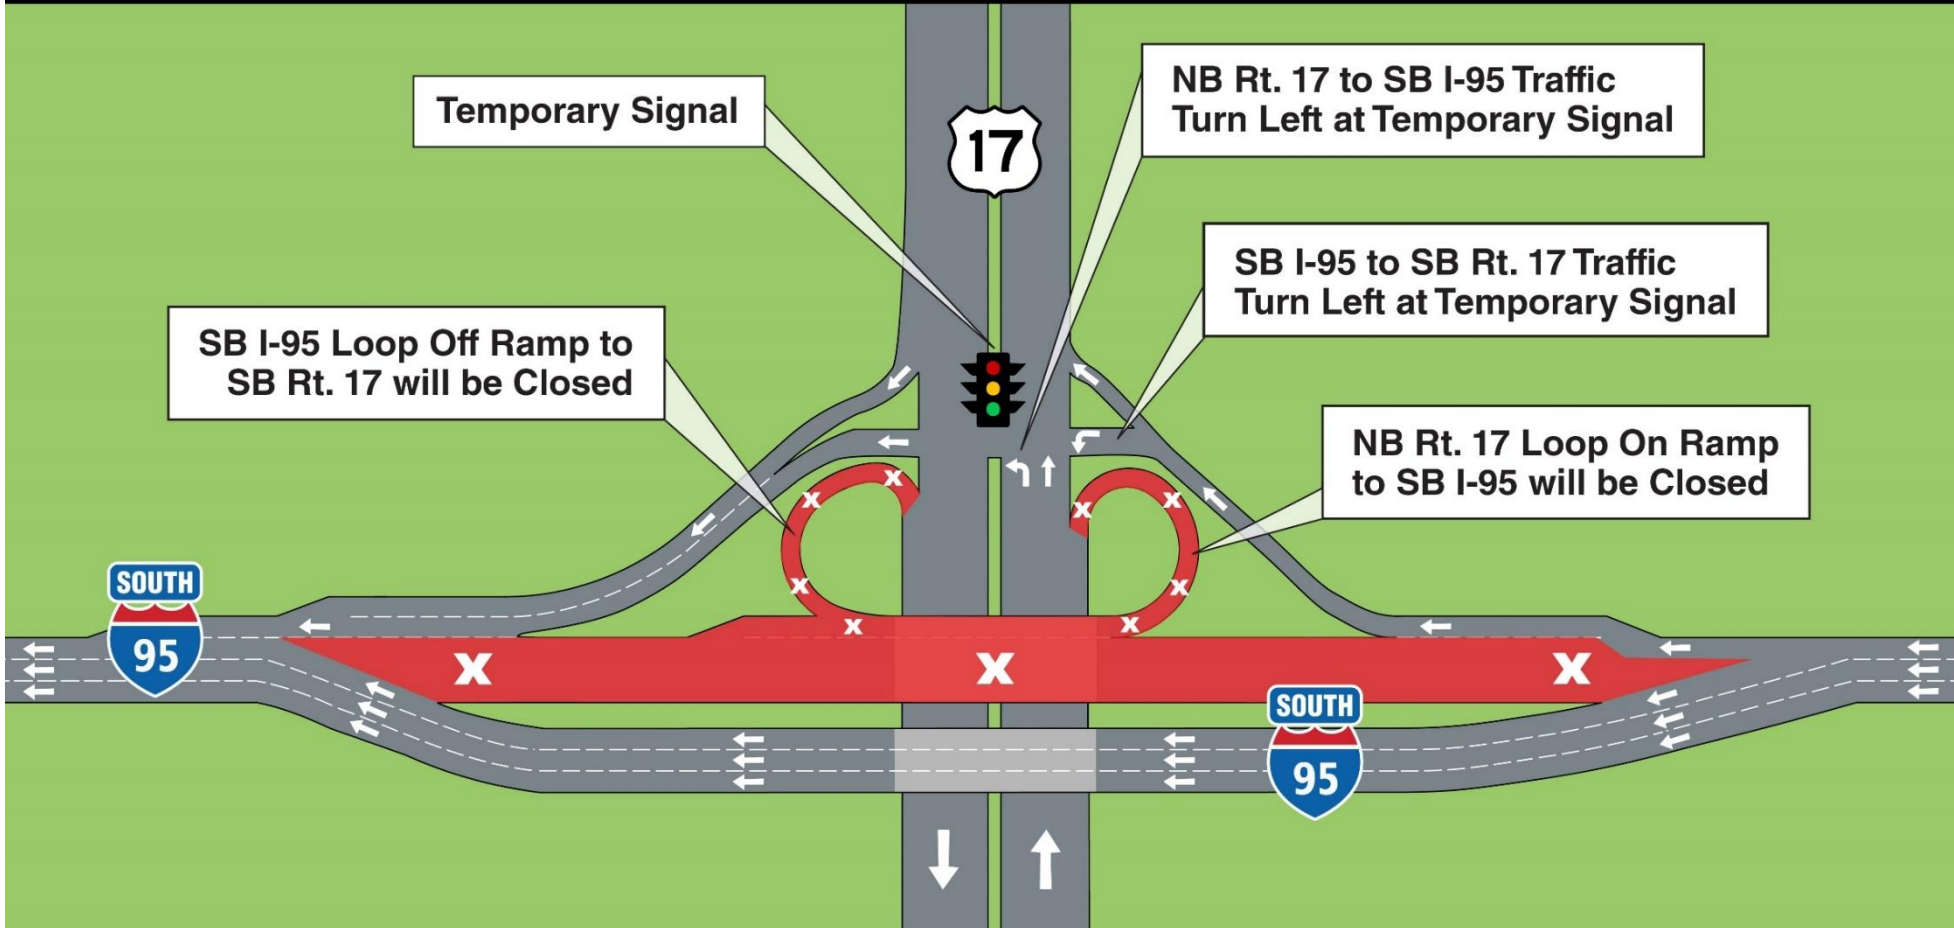 Temporary Signal
17
NB Rt. 17 to SB I-95 Traffic
Turn Left at Temporary Signal
SB I-95 to SB Rt. 17 Traffic
Turn Left at Temporary Signal
SB I-95 Loop Off Ramp to
SB Rt. 17 will be Closed
NB Rt. 17 Loop On Ramp
to SB I-95 will be Closed
SOUTH
95
X
X
X
X
X
X
X
X
X
X
X
SOUTH
95